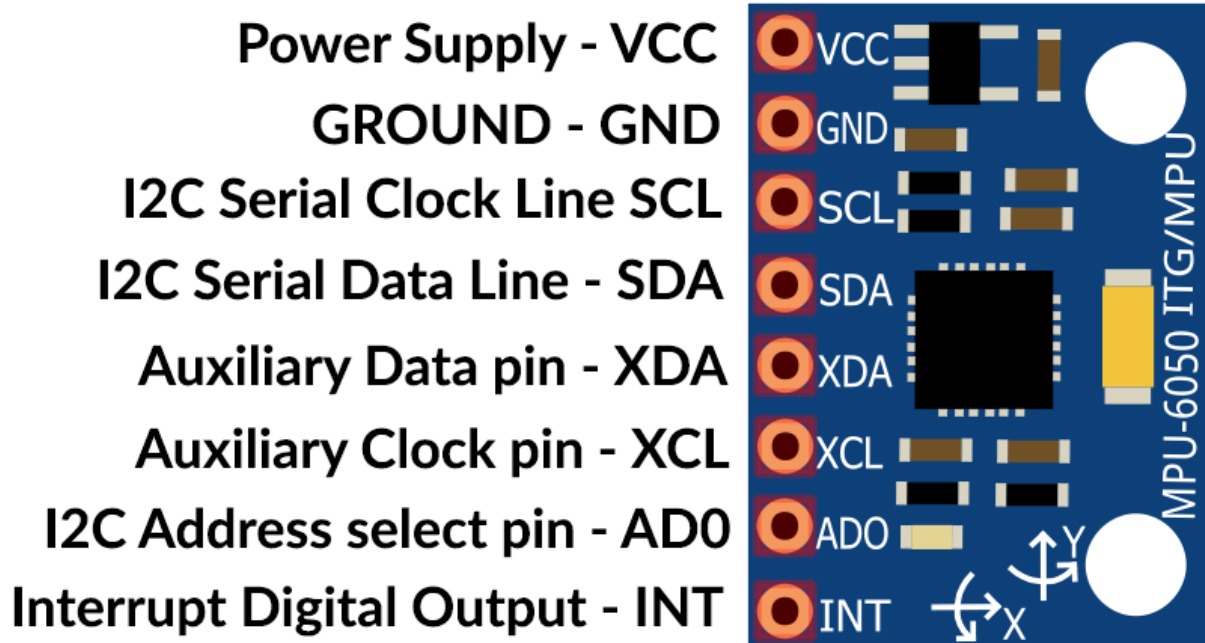 Power Supply - VCC
VCC
GROUND - GND
GND
I2C Serial Clock Line SCL
SCL
I2C Serial Data Line - SDA
SDA
Auxiliary Data pin - XDA
XDA
Auxiliary Clock pin - XCL
XCL
I2C Address select pin - AD0
ADO
Interrupt Digital Output - INT
INT
MPU-6050 ITG/MPU
Y
X